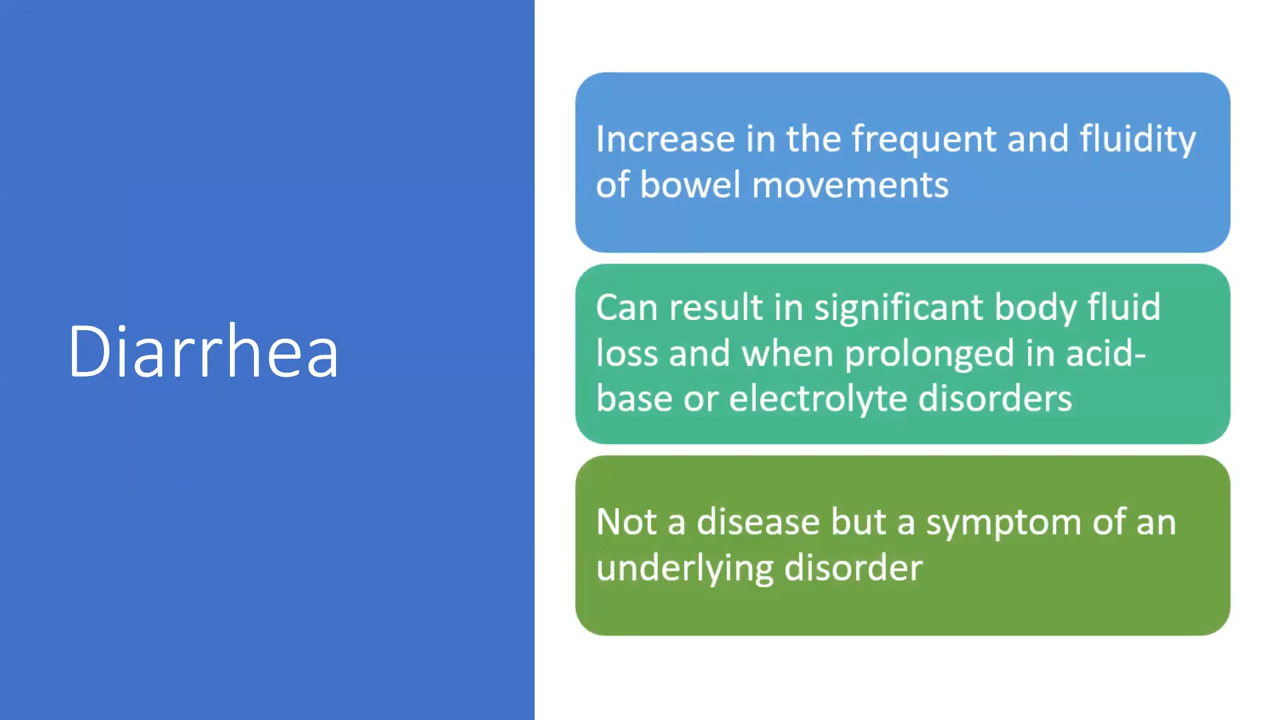 Diarrhea
Increase in the frequent and fluidity
of bowel movements
Can result in significant body fluid
loss and when prolonged in acid-
base or electrolyte disorders
Not a disease but a symptom of an
underlying disorder